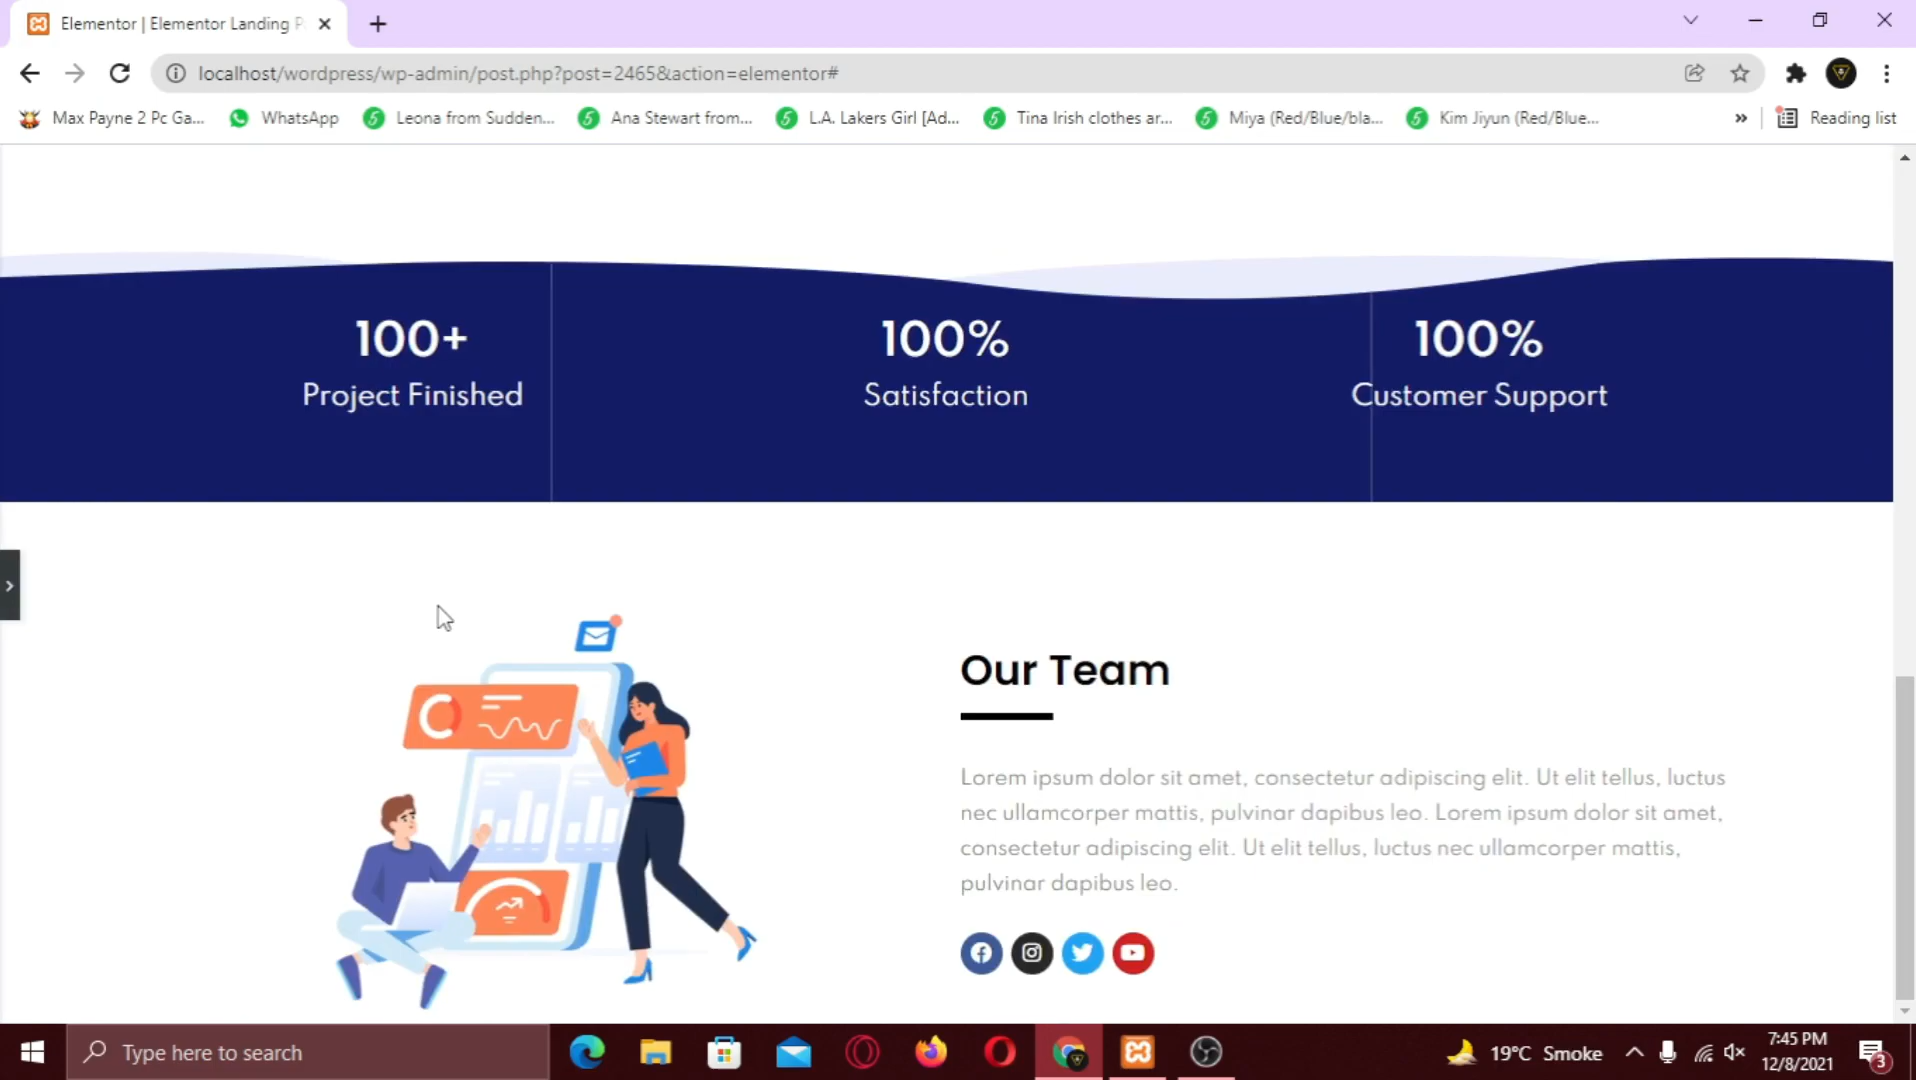 Elementor | Elementor Landing P
localhost/wordpress/wp-admin/post.php?post=2465&action=elementor#
Max Payne 2 Pc Ga...
WhatsApp
Leona from Sudden...
Ana Stewart from...
L.A. Lakers Girl [Ad...
Tina Irish clothes ar...
Miya (Red/Blue/bla...
Kim Jiyun (Red/Blue...
»
Reading list
100+
100%
100%
Project Finished
Satisfaction
Customer Support
Our Team
Lorem ipsum dolor sit amet, consectetur adipiscing elit. Ut elit tellus, luctus
nec ullamcorper mattis, pulvinar dapibus leo. Lorem ipsum dolor sit amet,
consectetur adipiscing elit. Ut elit tellus, luctus nec ullamcorper mattis,
pulvinar dapibus leo.
Type here to search
19°C Smoke
7:45 PM
12/8/2021
3